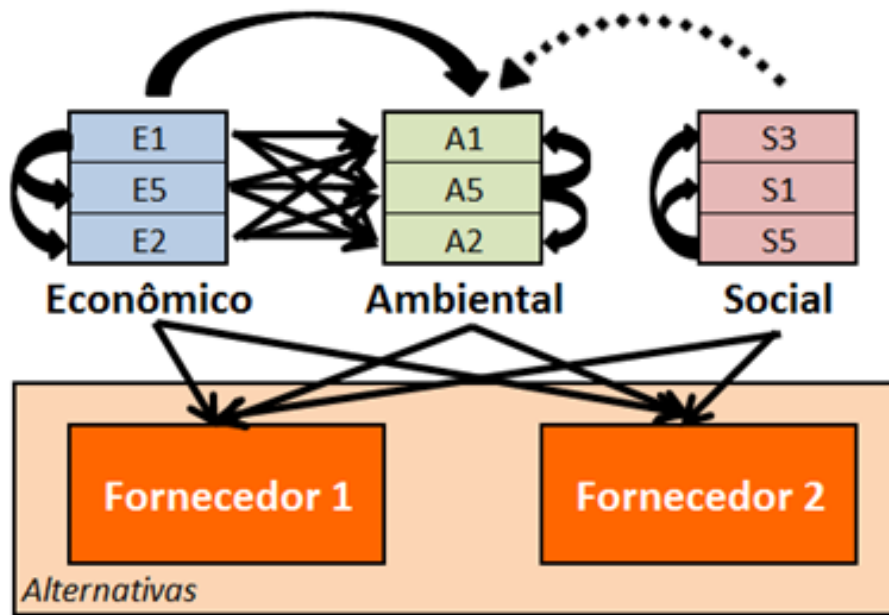 E1
E5
E2
Econômico
A1
A5
A2
Ambiental
S3
S1
S5
Social
Fornecedor 1
Fornecedor 2
Alternativas